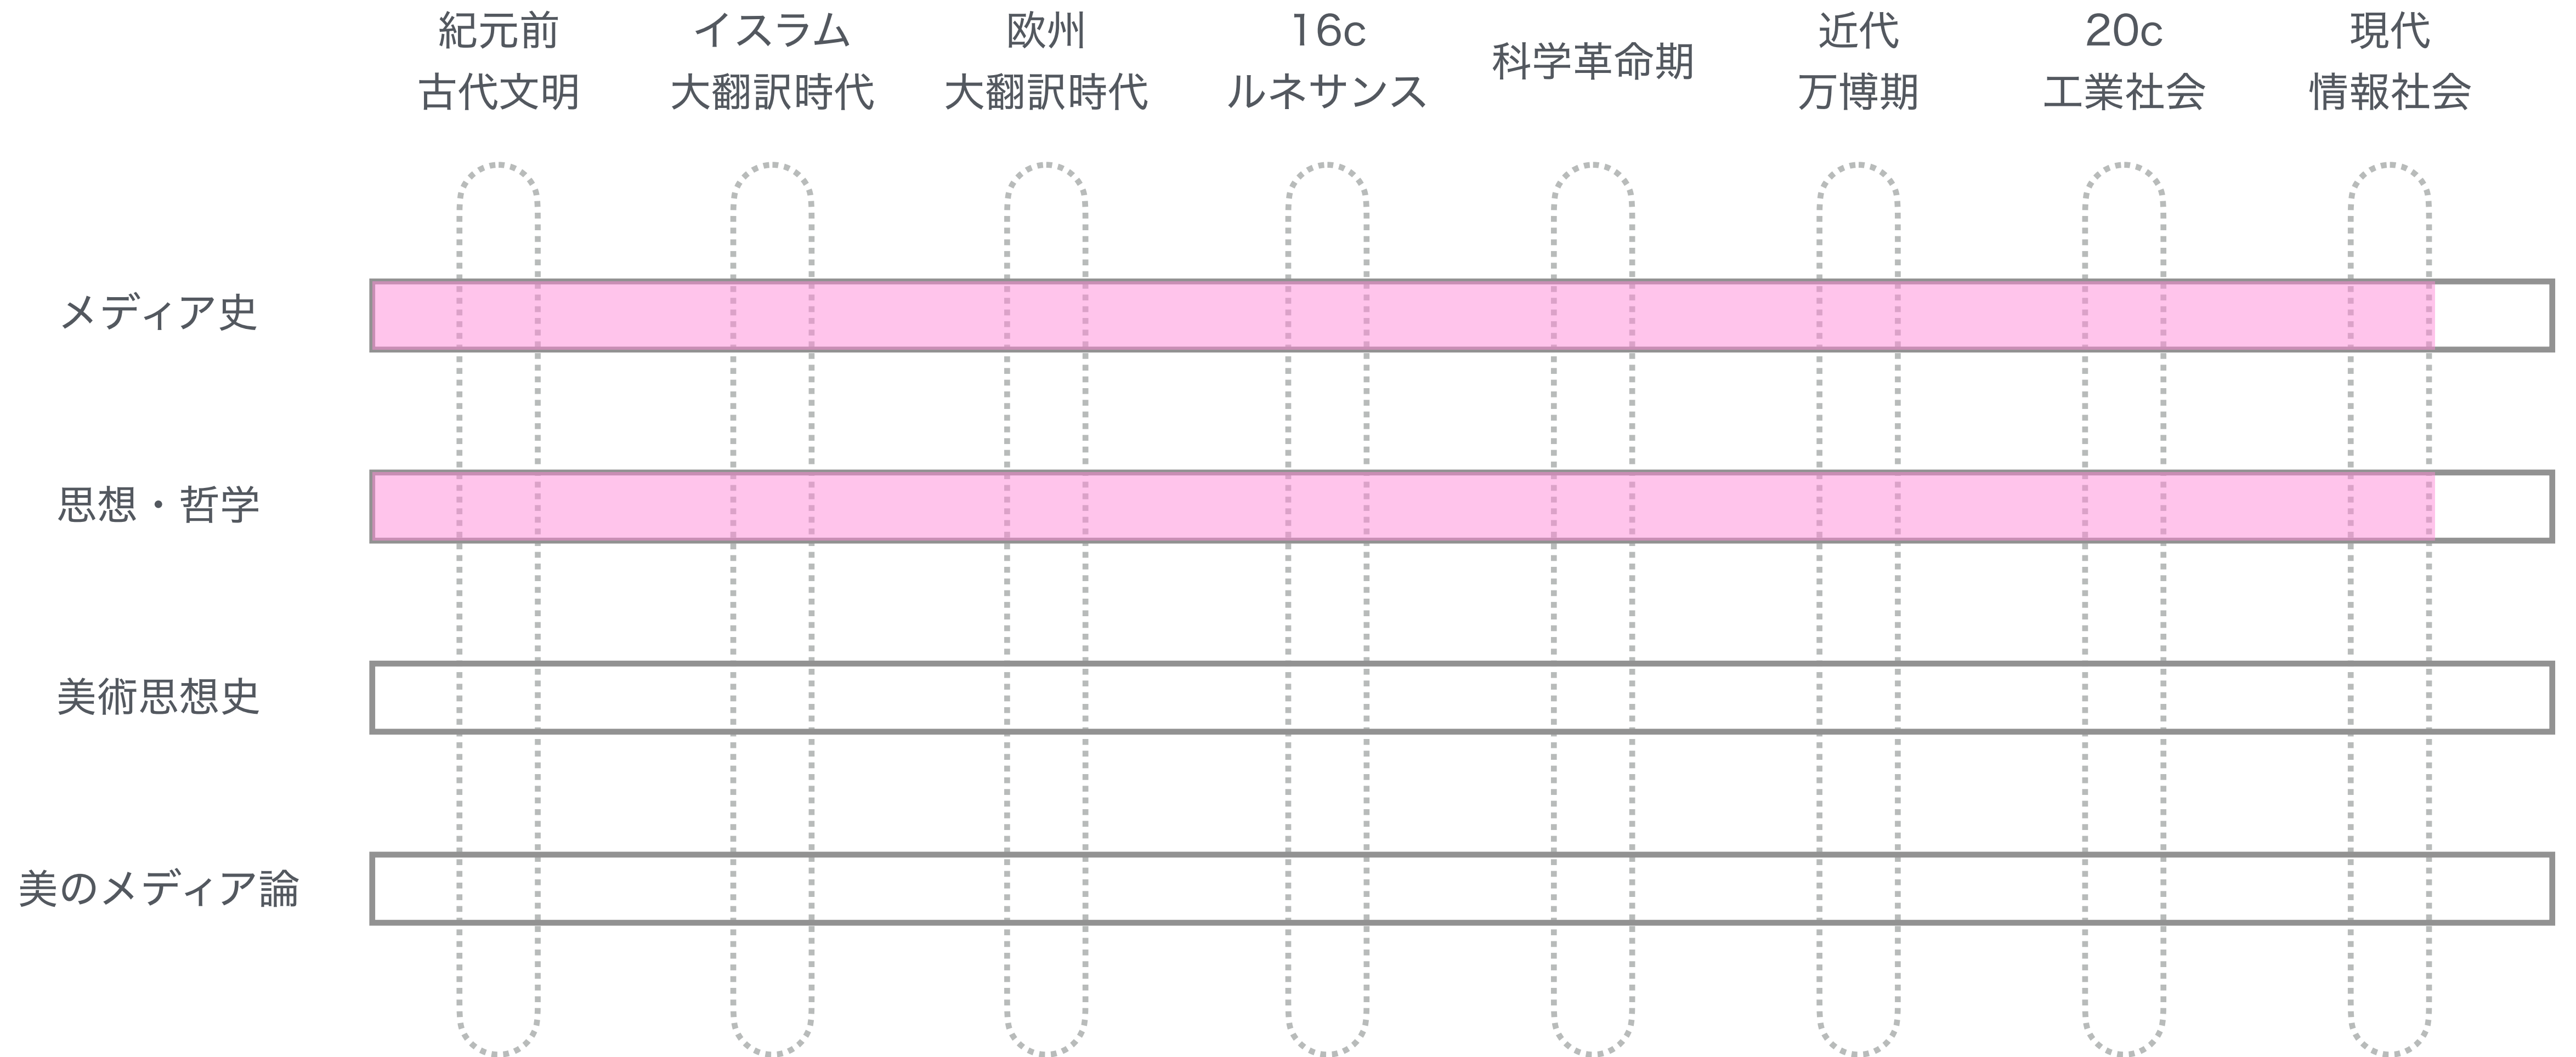 紀元前
古代文明
イスラム
大翻訳時代
欧州
大翻訳時代
16c
ルネサンス
科学革命期
近代
万博期
20c
工業社会
現代
情報社会
メディア史
思想・哲学
美術思想史
美のメディア論